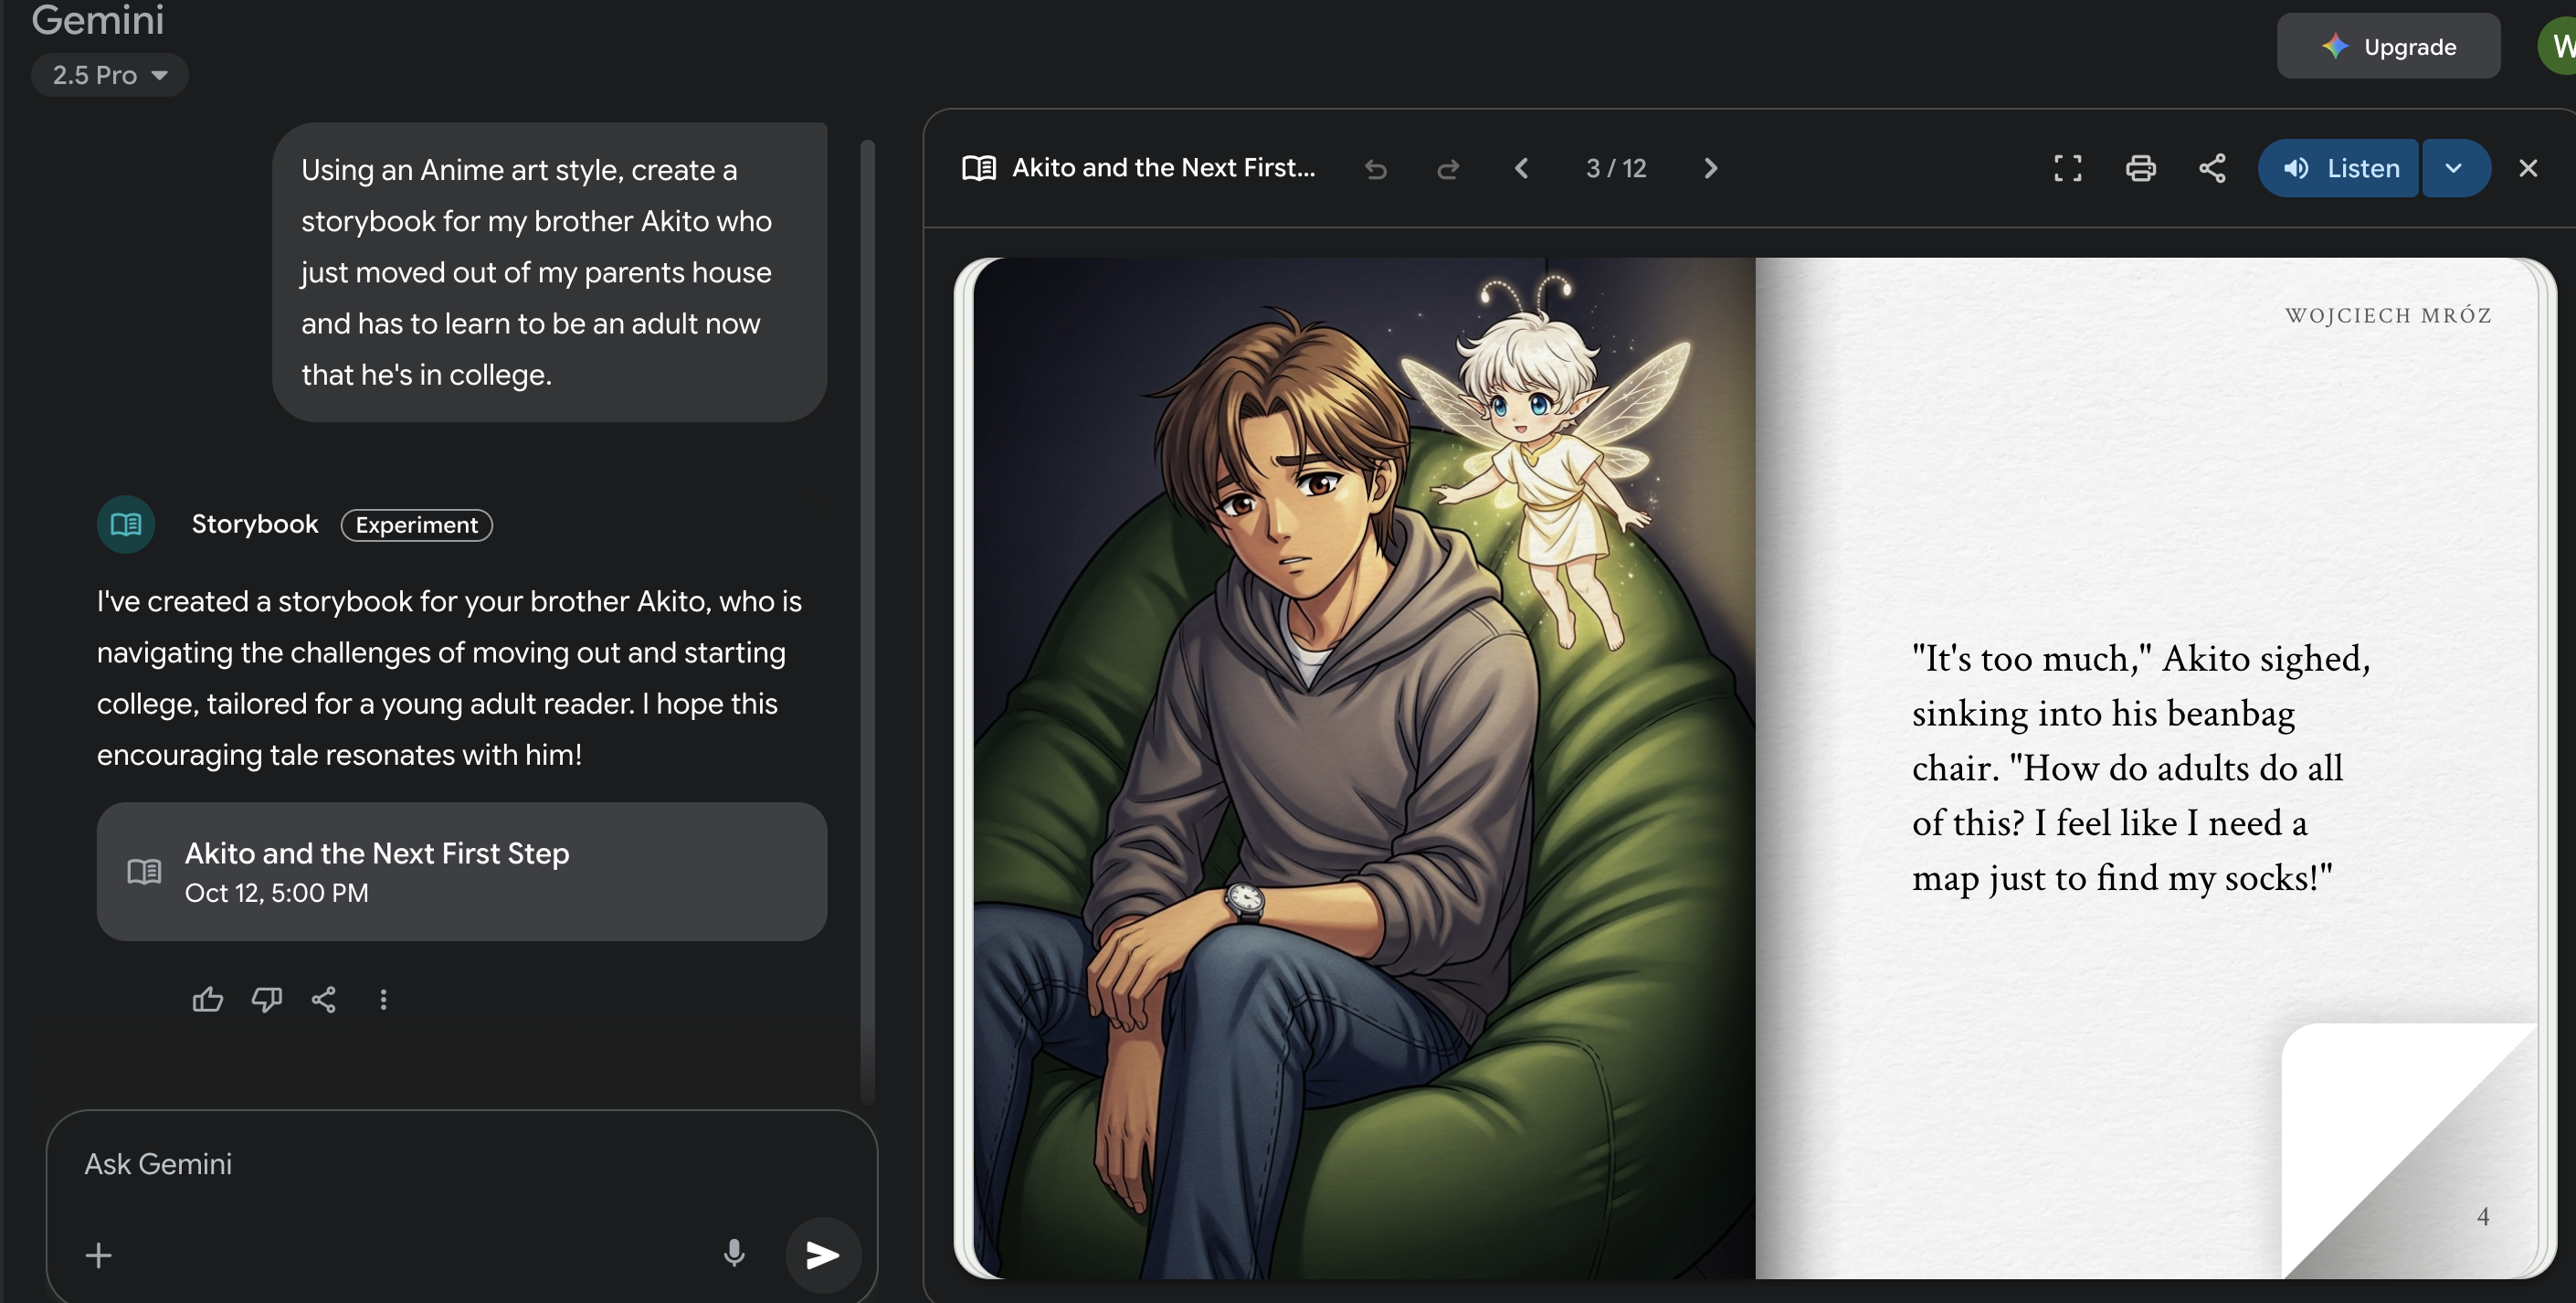 Gemini
2.5 Pro
Upgrade
Using an Anime art style, create a
storybook for my brother Akito who
just moved out of my parents house
and has to learn to be an adult now
that he's in college.
Storybook Experiment
I've created a storybook for your brother Akito, who is
navigating the challenges of moving out and starting
college, tailored for a young adult reader. I hope this
encouraging tale resonates with him!
Akito and the Next First Step
Oct 12, 5:00 PM
Ask Gemini
Akito and the Next First...
3 / 12
Listen
WOJCIECH MRÓZ
"It's too much," Akito sighed,
sinking into his beanbag
chair. "How do adults do all
of this? I feel like I need a
map just to find my socks!"
4
W